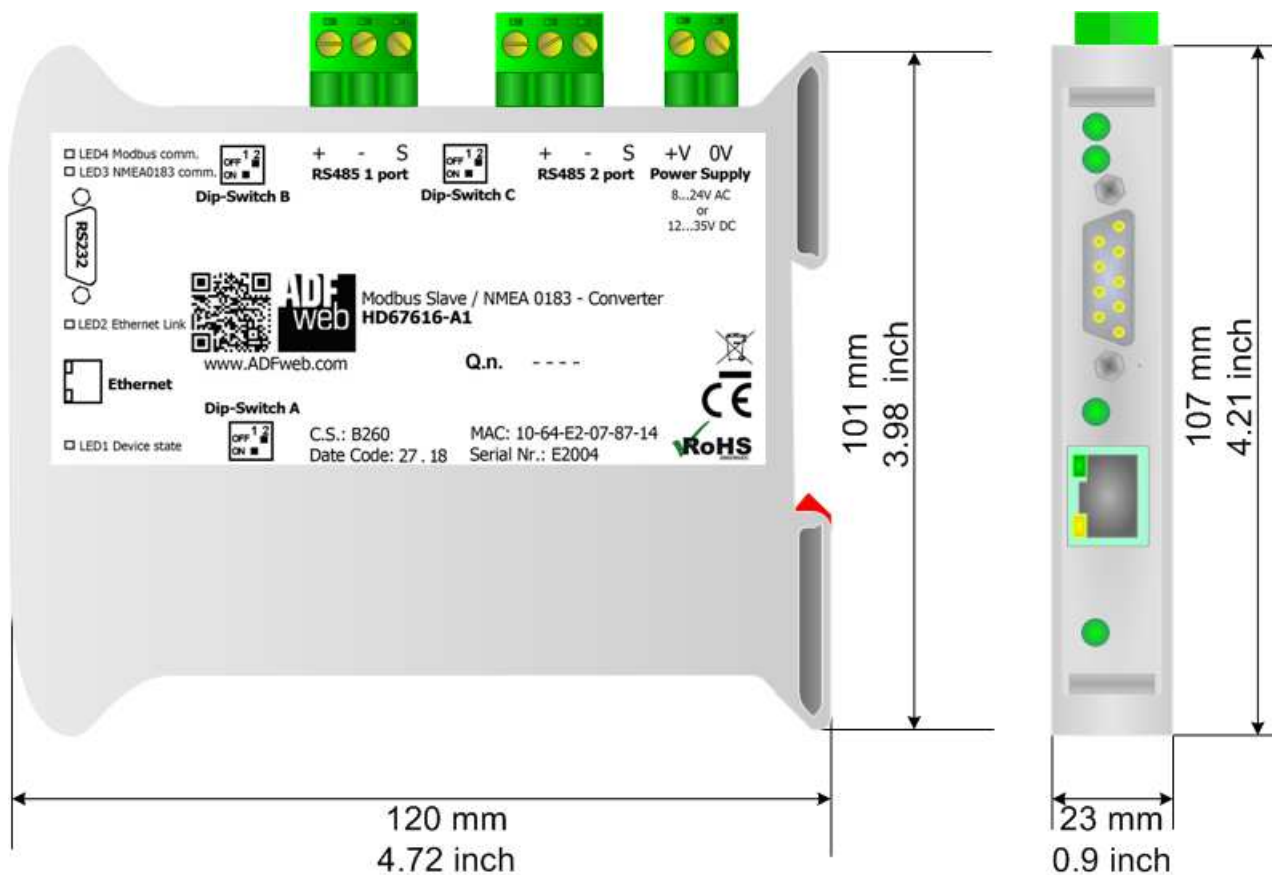 LED4 Modbus comm.
LED3 NMEA0183 comm.
OFF 1 2
ON
Dip-Switch B
+ - S
RS485 1 port
OFF 1 2
ON
Dip-Switch C
+ - S
RS485 2 port
+V 0V
Power Supply
8...24V AC
or
12...35V DC
RS232
ADF
web
Modbus Slave / NMEA 0183 - Converter
HD67616-A1
LED2 Ethernet Link
www.ADFweb.com
Q.n. - - - -
Ethernet
CE
Dip-Switch A
OFF 1 2
ON
LED1 Device state
C.S.: B260
MAC: 10-64-E2-07-87-14
Date Code: 27 . 18
Serial Nr.: E2004
RoHS
101 mm
3.98 inch
107 mm
4.21 inch
120 mm
4.72 inch
23 mm
0.9 inch